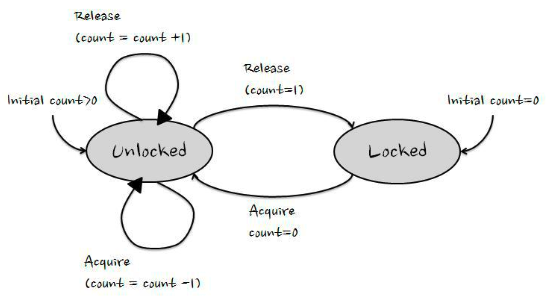 Release
(count = count +1)
Release
(count=1)
Initial count>0
Initial count=0
Unlocked
Locked
Acquire
count=0
Acquire
(count = count -1)